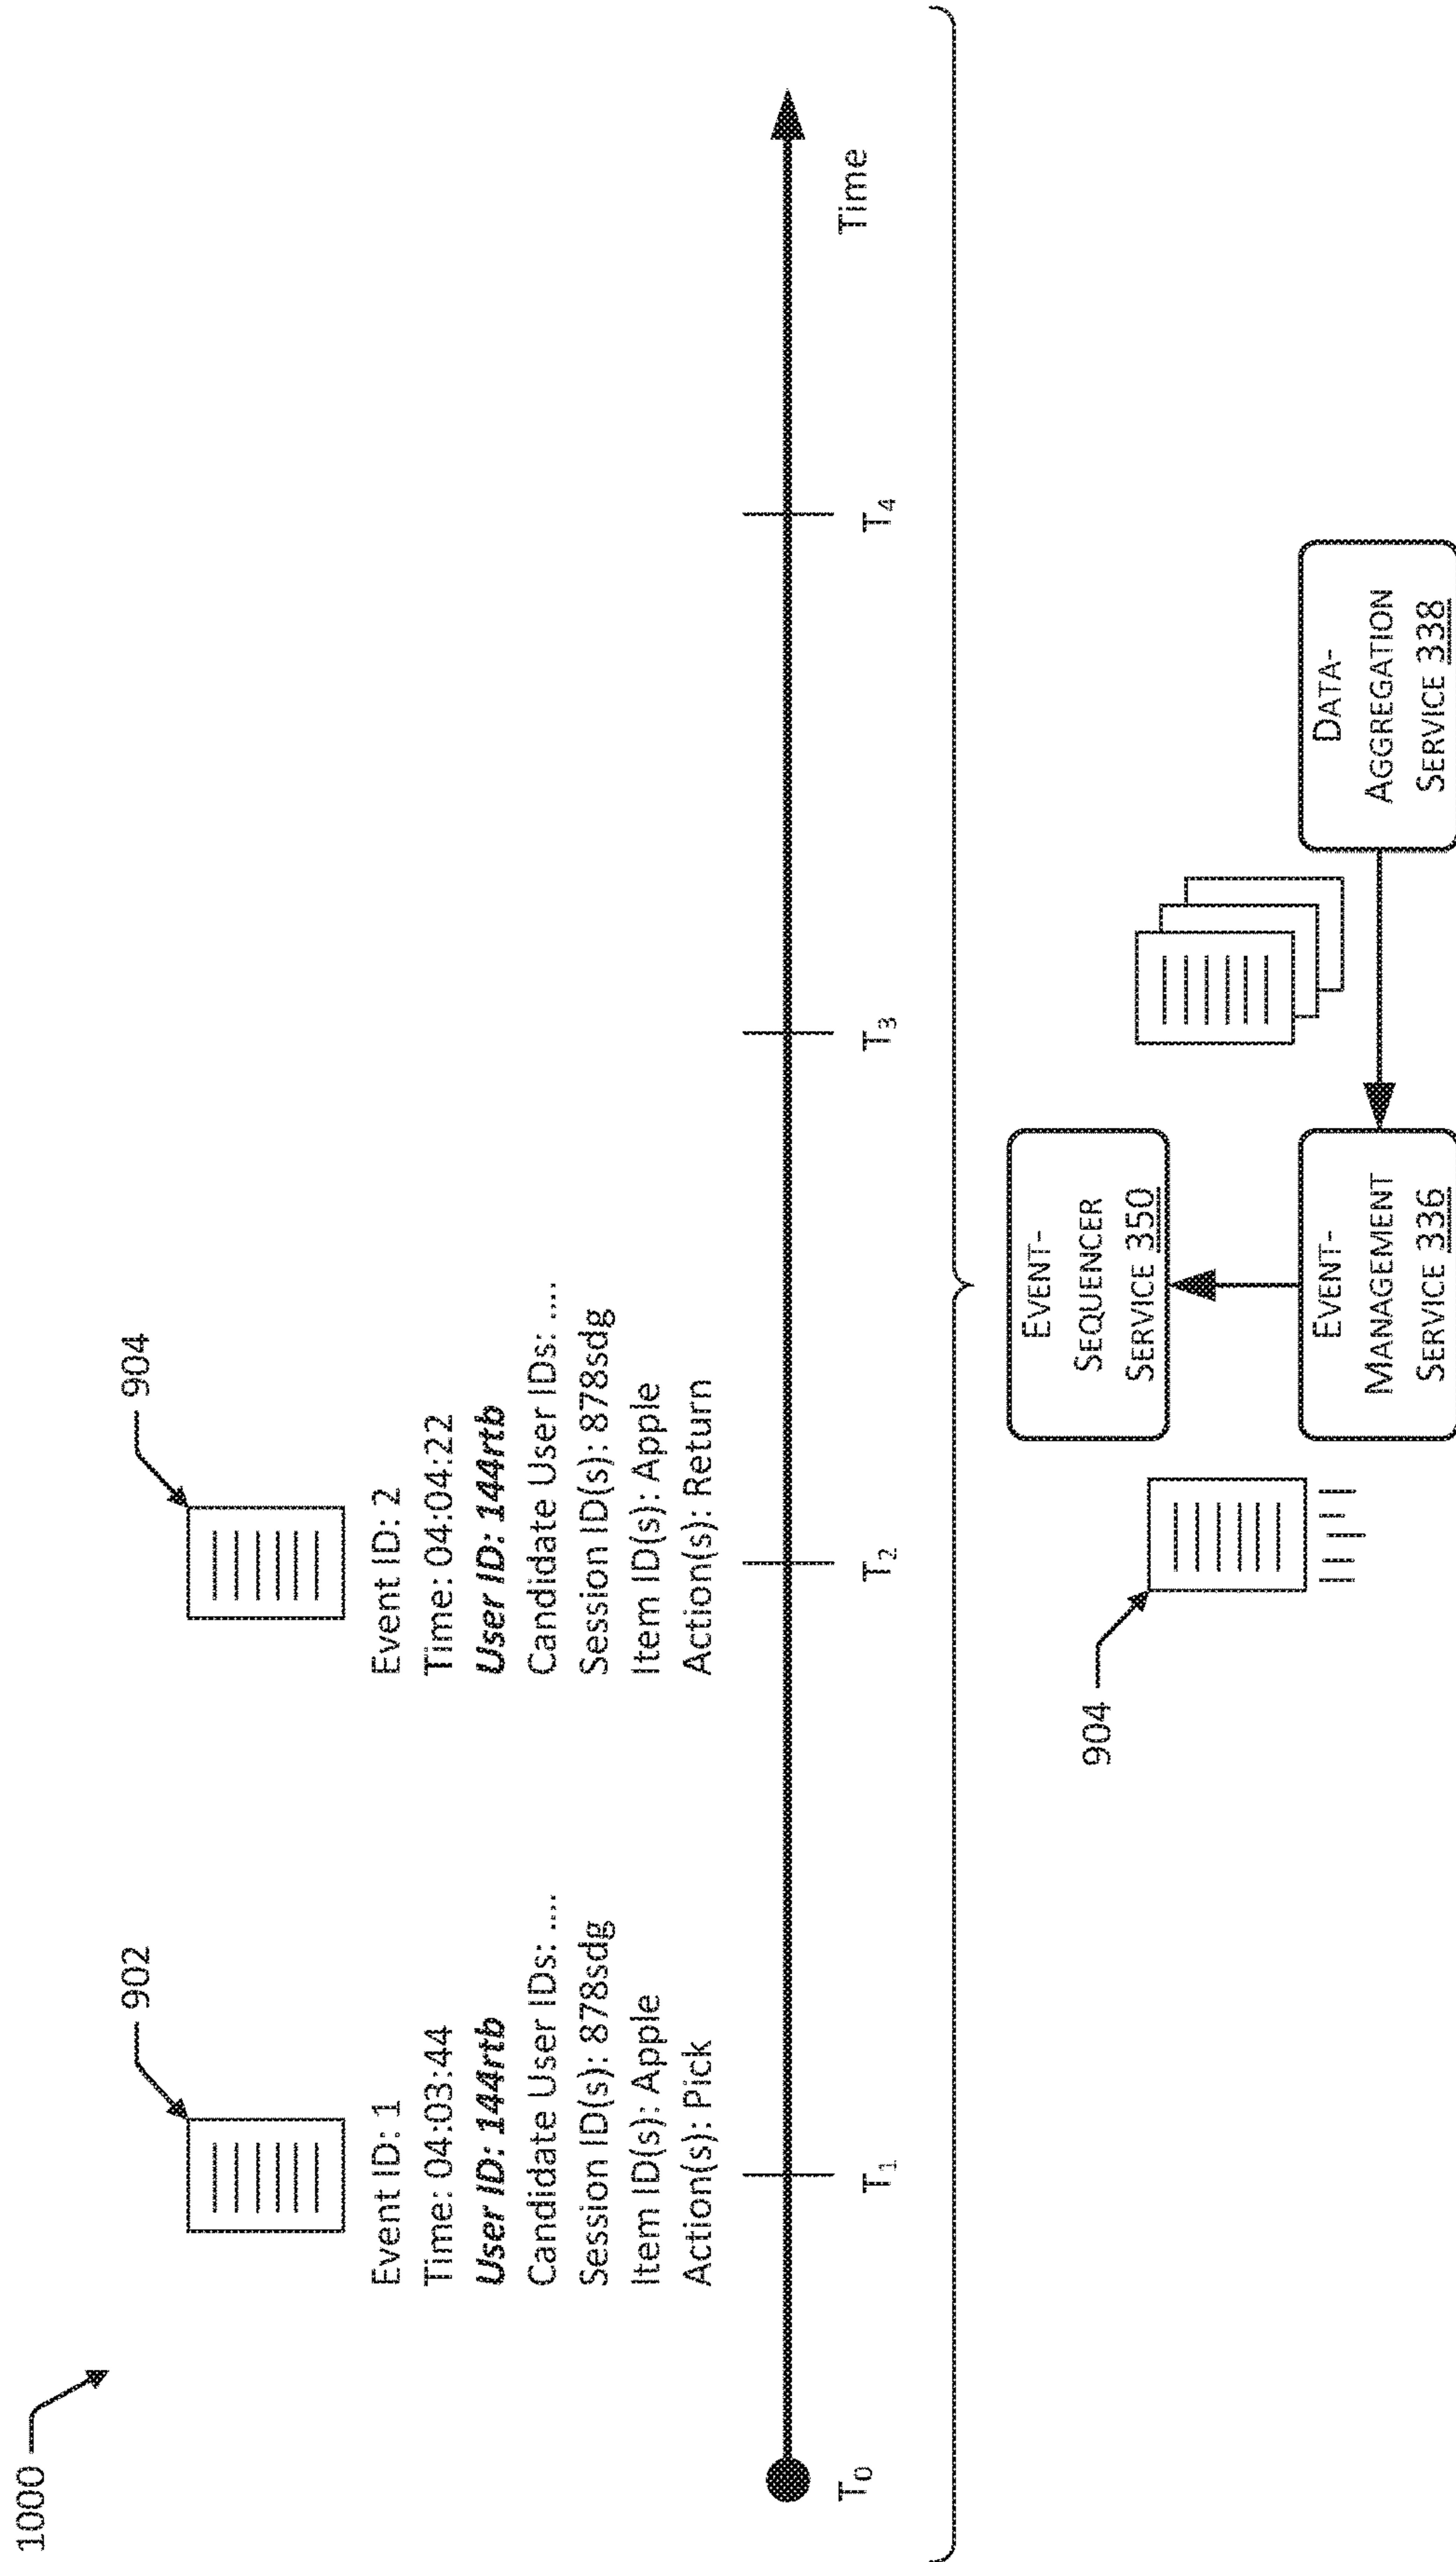 1000
902
Event ID: 1
Time: 04:03:44
User ID: 144rtb
Candidate User IDs: ....
Session ID(s): 878sdg
Item ID(s): Apple
Action(s): Pick
904
Event ID: 2
Time: 04:04:22
User ID: 144rtb
Candidate User IDs: ....
Session ID(s): 878sdg
Item ID(s): Apple
Action(s): Return
T0
T1
T2
T3
T4
Time
904
EVENT-
SEQUENCER
SERVICE 350
EVENT-
MANAGEMENT
SERVICE 336
DATA-
AGGREGATION
SERVICE 338